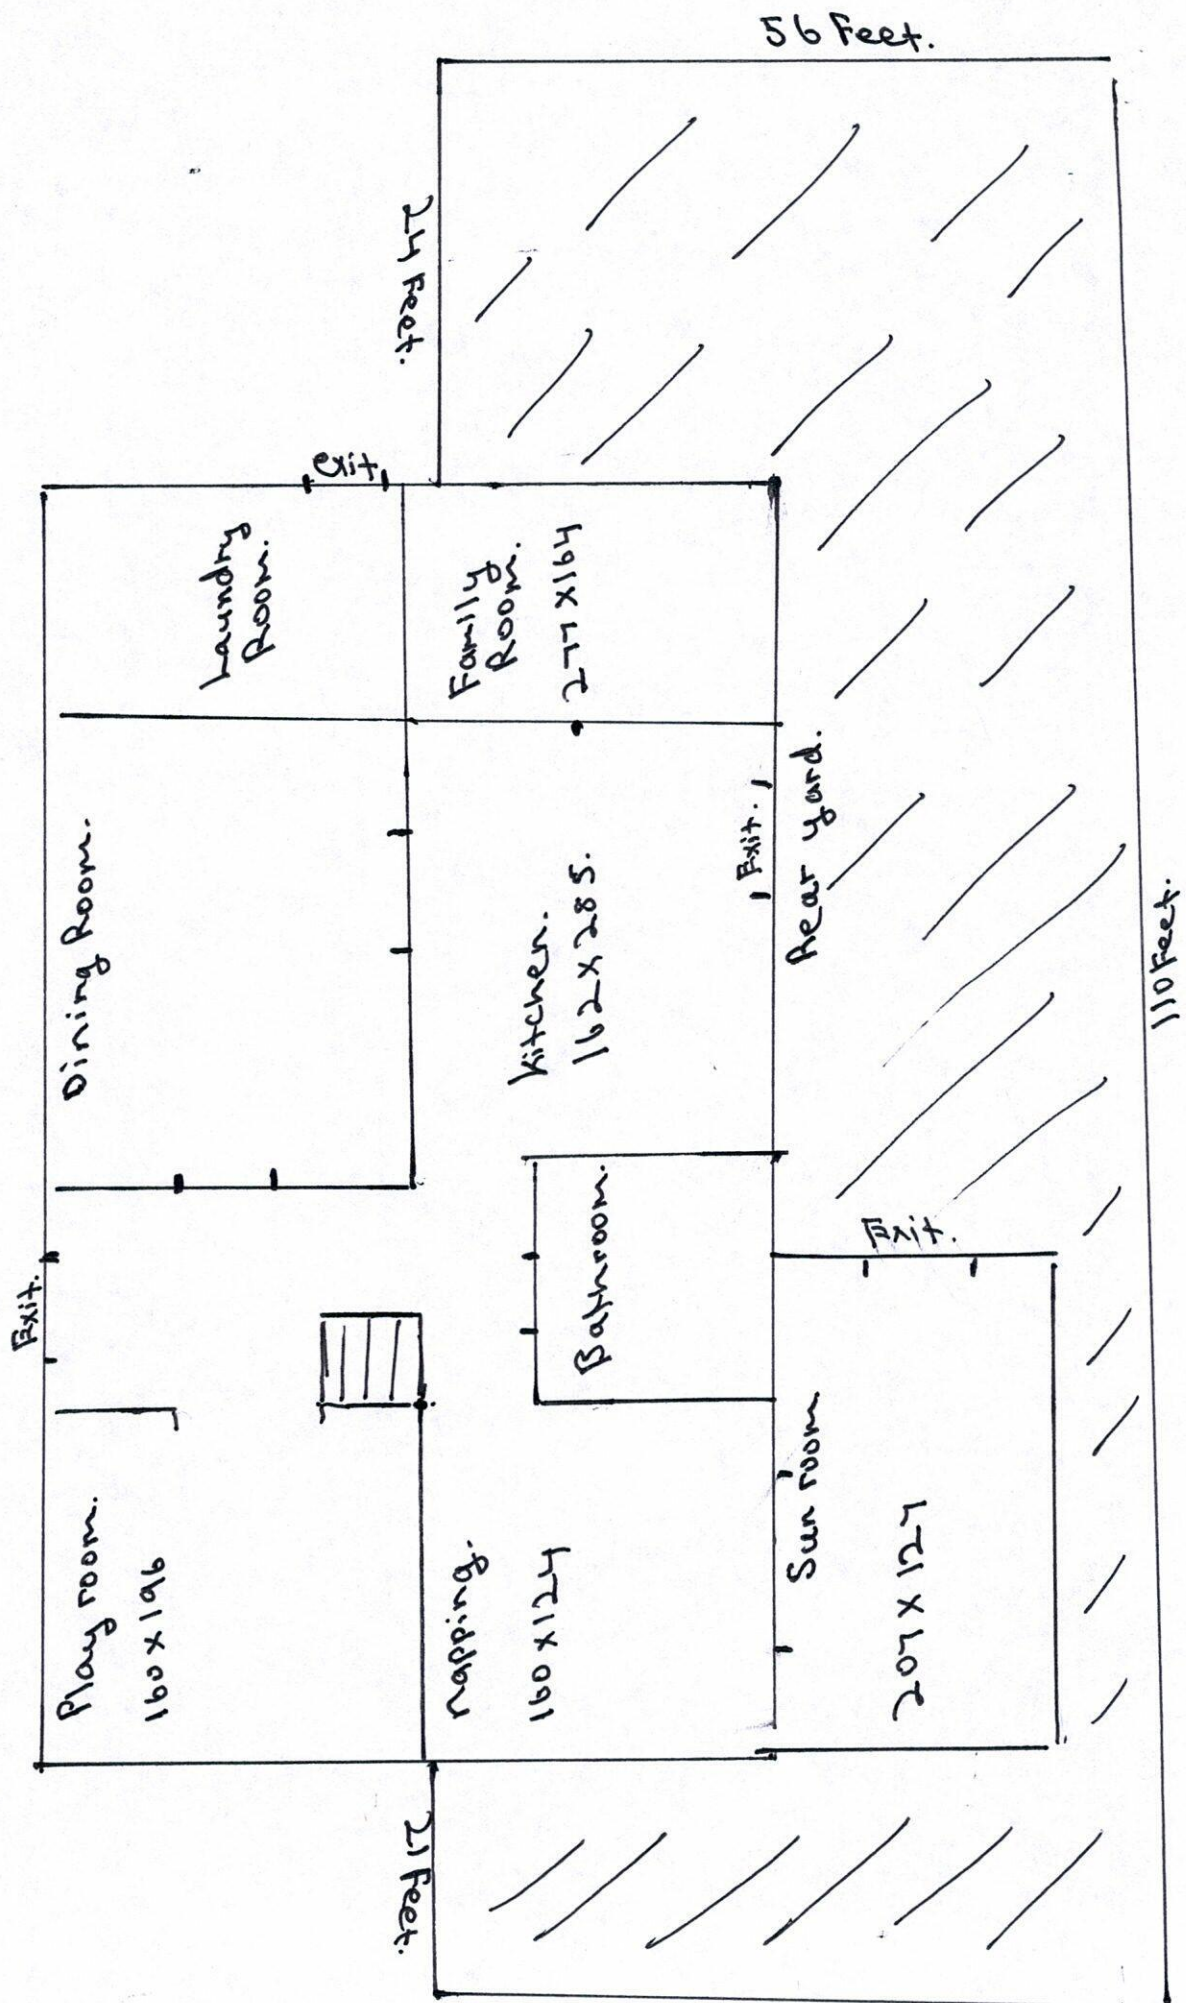 56 Feet.
24 Feet.
exit
Laundry
Room.
Family
Room.
277 X 164
Dining Room.
Kitchen.
162 X 285.
Exit.
Rear yard.
110 Feet.
Exit.
Bathroom.
Exit.
Play room.
160 X 196
napping.
160 X 124
Sun room
207 X 127
21 Feet.